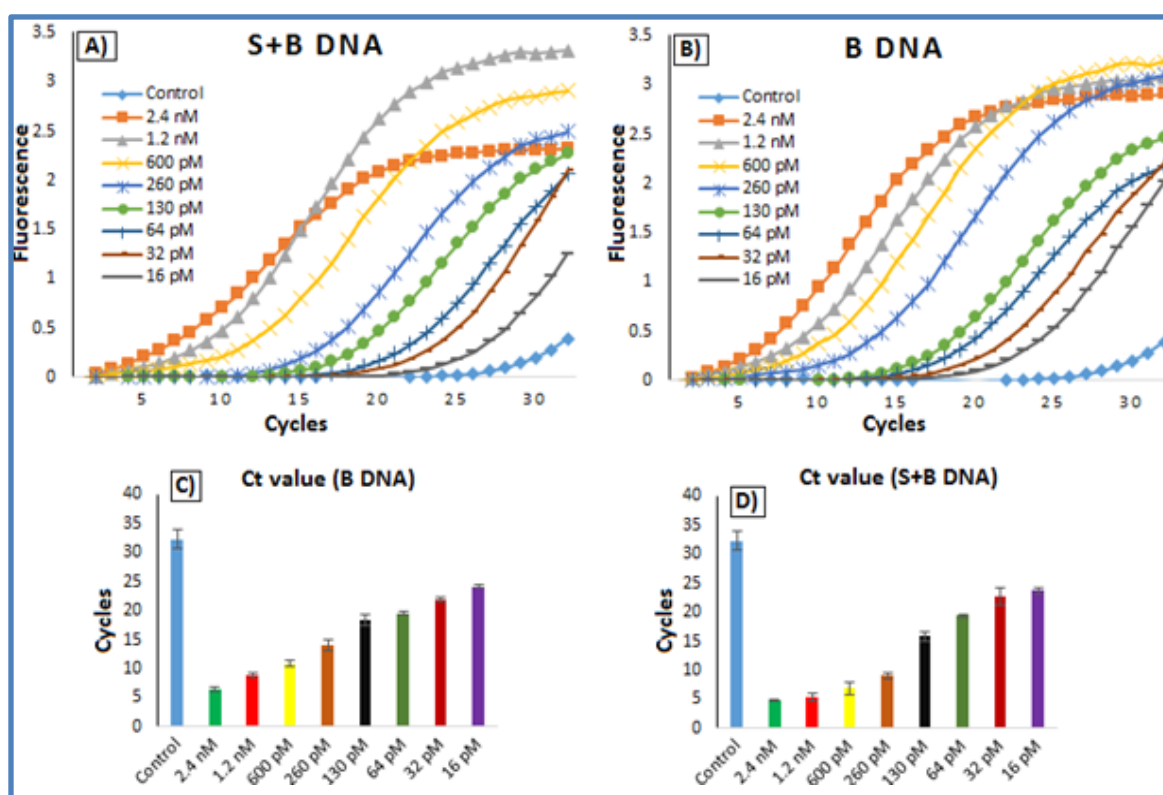 A)
S+B DNA
Fluorescence
3.5
3
2.5
2
1.5
1
0.5
0
Control
2.4 nM
1.2 nM
600 pM
260 pM
130 pM
64 pM
32 pM
16 pM
5 10 15 20 25 30
Cycles
B)
B DNA
Fluorescence
3.5
3
2.5
2
1.5
1
0.5
0
Control
2.4 nM
1.2 nM
600 pM
260 pM
130 pM
64 pM
32 pM
16 pM
5 10 15 20 25 30
Cycles
C)
Ct value (B DNA)
Cycles
40
35
30
25
20
15
10
5
0
Control 2.4 nM 1.2 nM 600 pM 260 pM 130 pM 64 pM 32 pM 16 pM
D)
Ct value (S+B DNA)
Cycles
40
35
30
25
20
15
10
5
0
Control 2.4 nM 1.2 nM 600 pM 260 pM 130 pM 64 pM 32 pM 16 pM